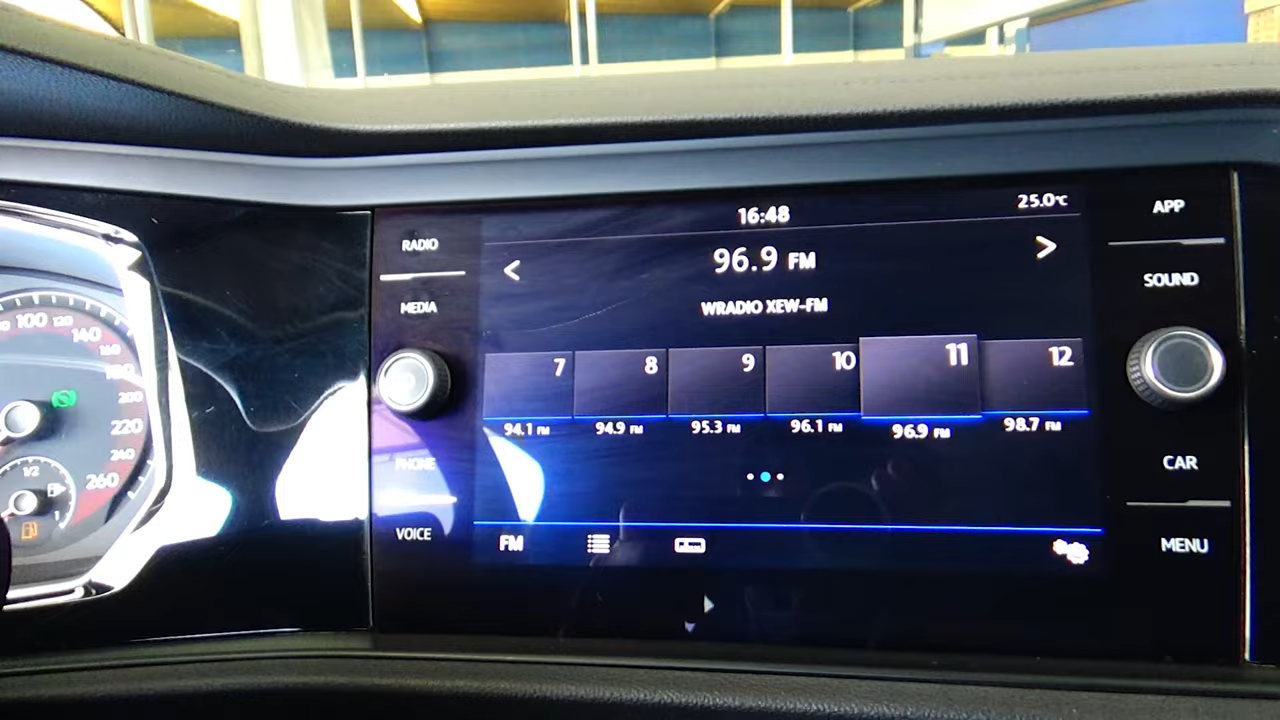 16:48
25.0°C
96.9 FM
WRADIO XEW-FM
7 8 9 10 11 12
94.1 FM 94.9 FM 95.3 FM 96.1 FM 96.9 FM 98.7 FM
FM
RADIO
MEDIA
PHONE
VOICE
APP
SOUND
CAR
MENU
100 120
140
160
180
200
220
240
260
1/2
1